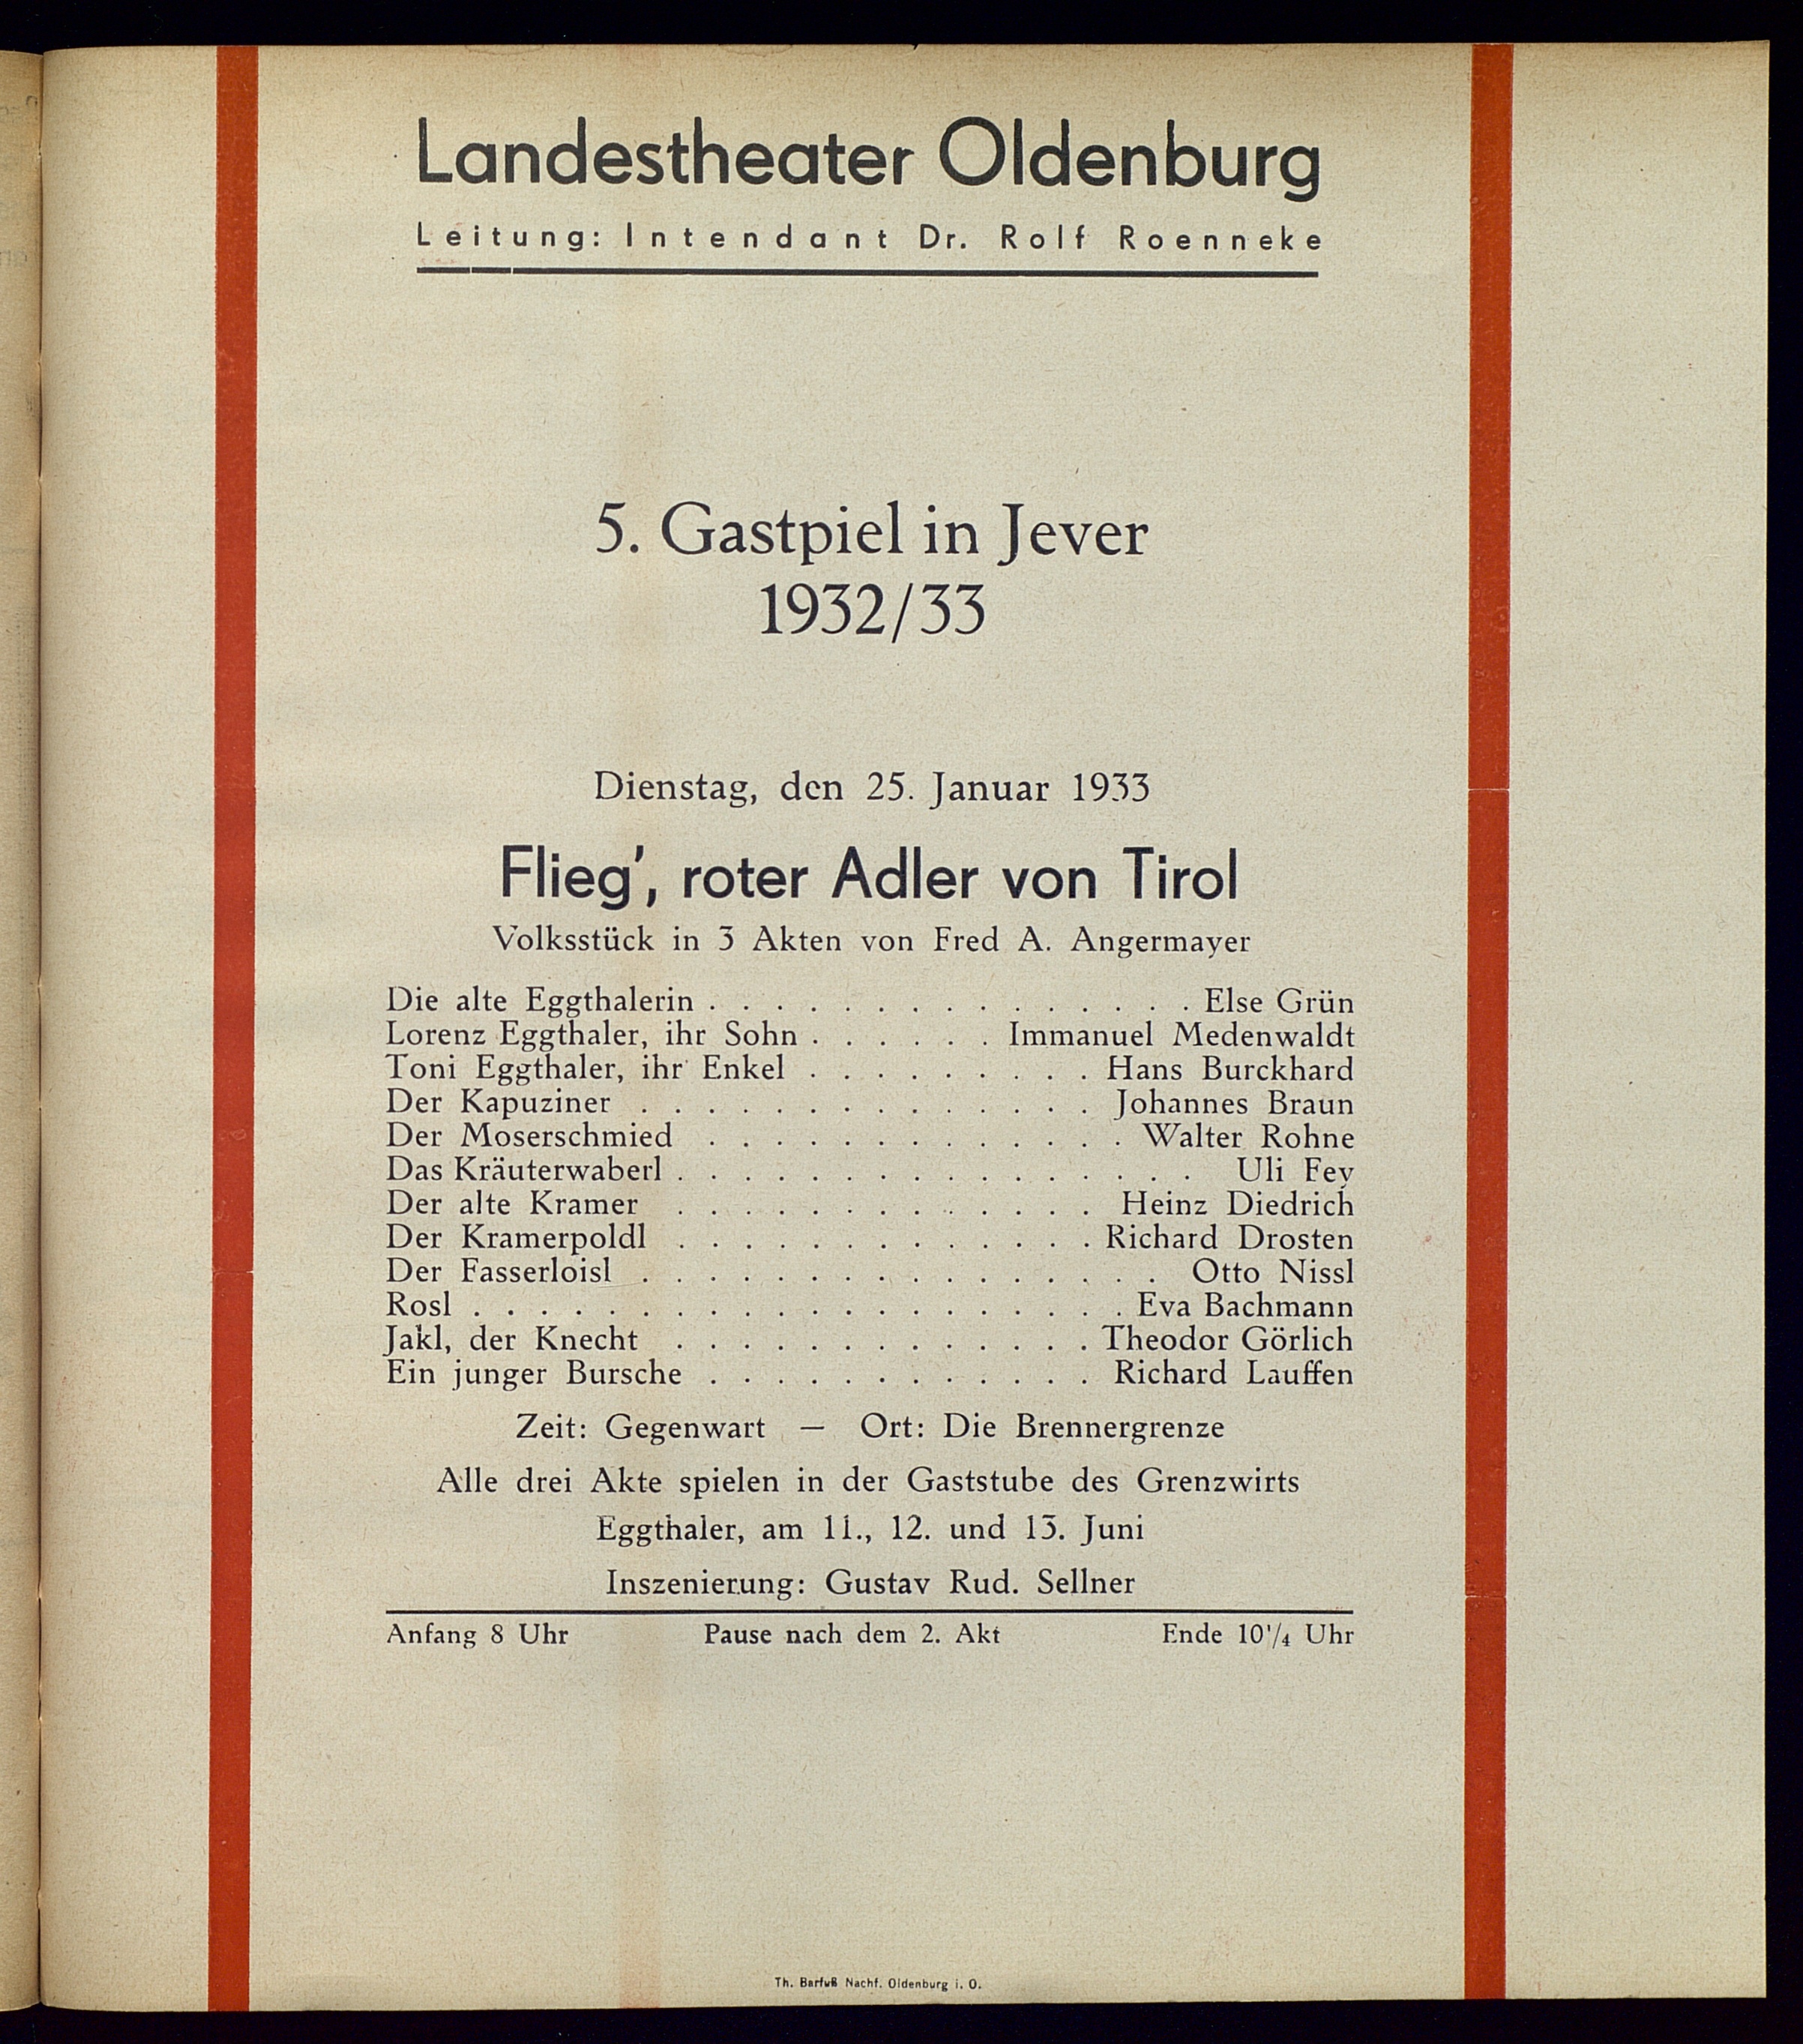 Landestheater Oldenburg
Leitung: Intendant Dr. Rolf Roenneke
5. Gastpiel in Jever
1932/33
Dienstag, den 25. Januar 1933
Flieg', roter Adler von Tirol
Volksstück in 3 Akten von Fred A. Angermayer
Die alte Eggthalerin . . . . . . . . . . . . . . . Else Grün
Lorenz Eggthaler, ihr Sohn . . . . . . Immanuel Medenwaldt
Toni Eggthaler, ihr Enkel . . . . . . . . . Hans Burckhard
Der Kapuziner . . . . . . . . . . . . . . Johannes Braun
Der Moserschmied . . . . . . . . . . . . . Walter Rohne
Das Kräuterwaberl . . . . . . . . . . . . . . . . Uli Fey
Der alte Kramer . . . . . . . . . . . . . Heinz Diedrich
Der Kramerpoldl . . . . . . . . . . . . . Richard Drosten
Der Fasserloisl . . . . . . . . . . . . . . . . Otto Nissl
Rosl . . . . . . . . . . . . . . . . . . . . Eva Bachmann
Jakl, der Knecht . . . . . . . . . . . . . Theodor Görlich
Ein junger Bursche . . . . . . . . . . . . Richard Lauffen
Zeit: Gegenwart — Ort: Die Brennergrenze
Alle drei Akte spielen in der Gaststube des Grenzwirts
Eggthaler, am 11., 12. und 13. Juni
Inszenierung: Gustav Rud. Sellner
Anfang 8 Uhr Pause nach dem 2. Akt Ende 10¹/₄ Uhr
Th. Barfuß Nachf. Oldenburg i. O.